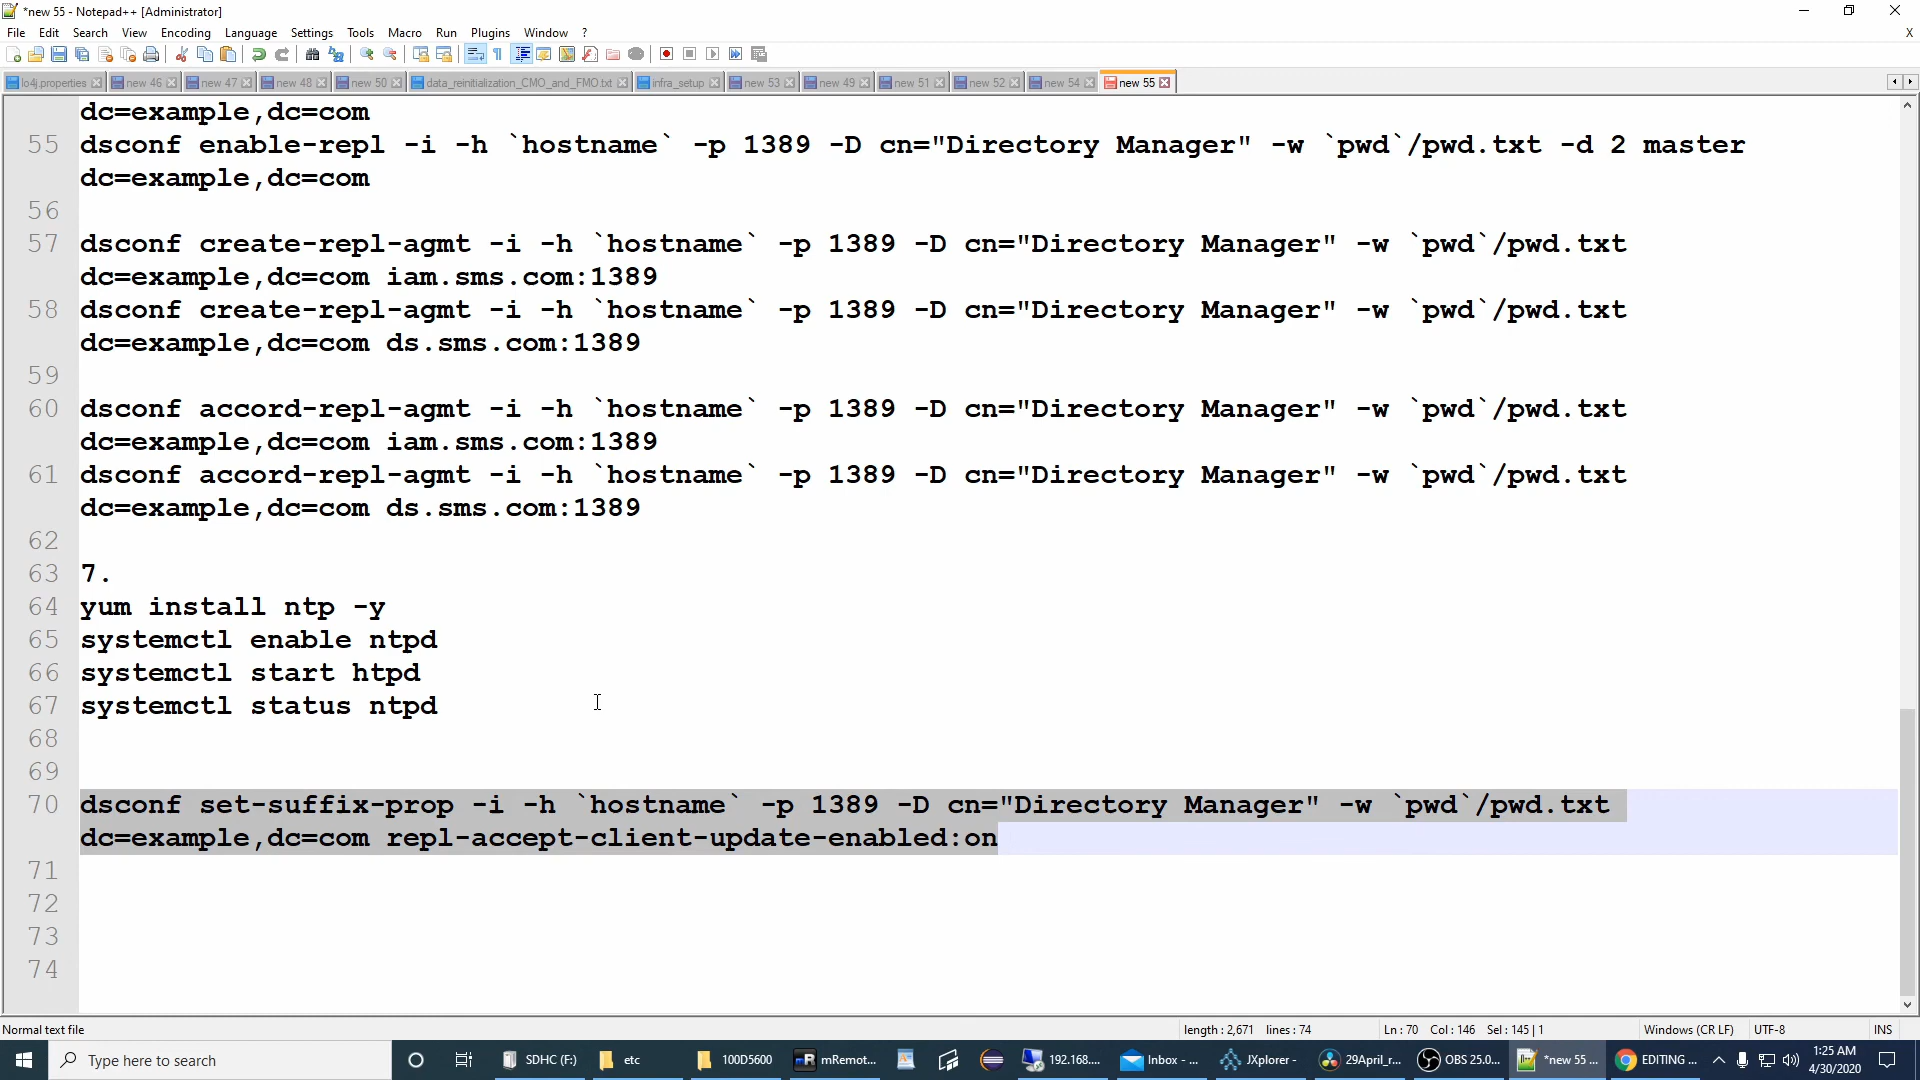 *new 55 - Notepad++ [Administrator]
File Edit Search View Encoding Language Settings Tools Macro Run Plugins Window ? X
lo4j.properties new 46 new 47 new 48 new 50 data_reinitialization_CMO_and_FMO.txt infra_setup new 53 new 49 new 51 new 52 new 54 new 55
dc=example,dc=com
55 dsconf enable-repl -i -h `hostname` -p 1389 -D cn="Directory Manager" -w `pwd`/pwd.txt -d 2 master
dc=example,dc=com
56
57 dsconf create-repl-agmt -i -h `hostname` -p 1389 -D cn="Directory Manager" -w `pwd`/pwd.txt
dc=example,dc=com iam.sms.com:1389
58 dsconf create-repl-agmt -i -h `hostname` -p 1389 -D cn="Directory Manager" -w `pwd`/pwd.txt
dc=example,dc=com ds.sms.com:1389
59
60 dsconf accord-repl-agmt -i -h `hostname` -p 1389 -D cn="Directory Manager" -w `pwd`/pwd.txt
dc=example,dc=com iam.sms.com:1389
61 dsconf accord-repl-agmt -i -h `hostname` -p 1389 -D cn="Directory Manager" -w `pwd`/pwd.txt
dc=example,dc=com ds.sms.com:1389
62
63 7.
64 yum install ntp -y
65 systemctl enable ntpd
66 systemctl start htpd
67 systemctl status ntpd
68
69
70 dsconf set-suffix-prop -i -h `hostname` -p 1389 -D cn="Directory Manager" -w `pwd`/pwd.txt
dc=example,dc=com repl-accept-client-update-enabled:on
71
72
73
74
Normal text file length : 2,671 lines : 74 Ln : 70 Col : 146 Sel : 145 | 1 Windows (CR LF) UTF-8 INS
Type here to search SDHC (F:) etc 100D5600 mRemot... 192.168.... Inbox - ... JXplorer - 29April_r... OBS 25.0... *new 55 ... EDITING ... 1:25 AM
4/30/2020